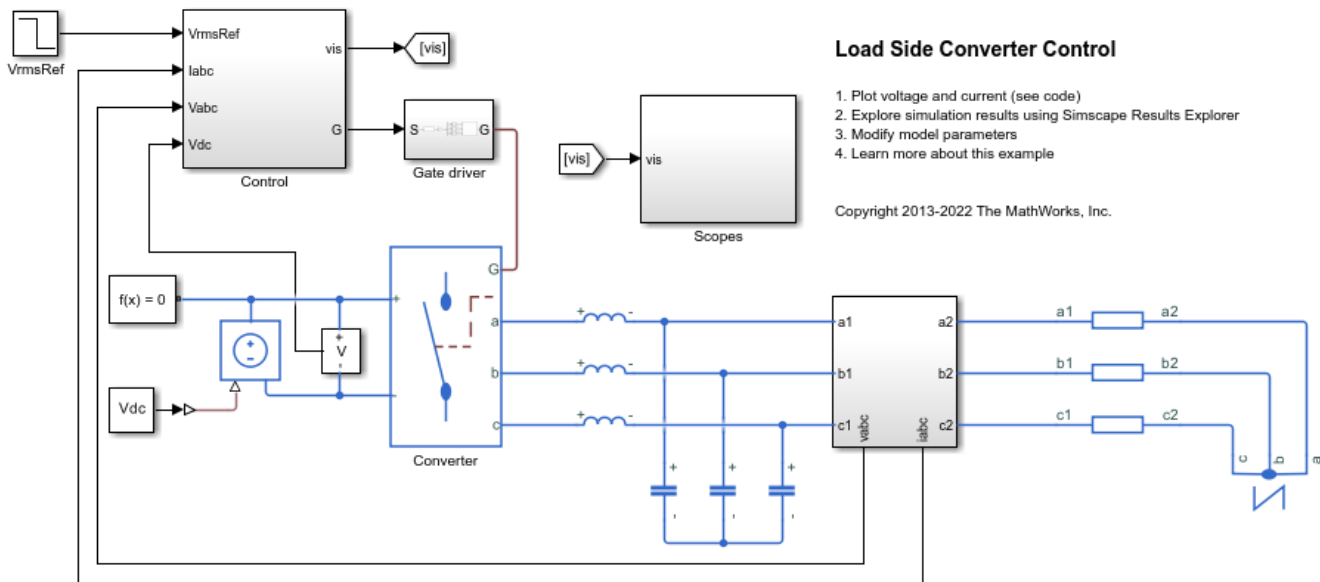 VrmsRef
VrmsRef
Iabc
Vabc
Vdc
vis
G
Control
[vis]
S
G
Gate driver
[vis]
vis
Scopes
Load Side Converter Control
1. Plot voltage and current (see code)
2. Explore simulation results using Simscape Results Explorer
3. Modify model parameters
4. Learn more about this example
Copyright 2013-2022 The MathWorks, Inc.
f(x) = 0
+
-
+
V
-
Vdc
+
-
G
a
b
c
Converter
+ -
+ -
+ -
+ + +
- - -
a1
b1
c1
vabc
iabc
a2
b2
c2
a1 a2
b1 b2
c1 c2
c b a